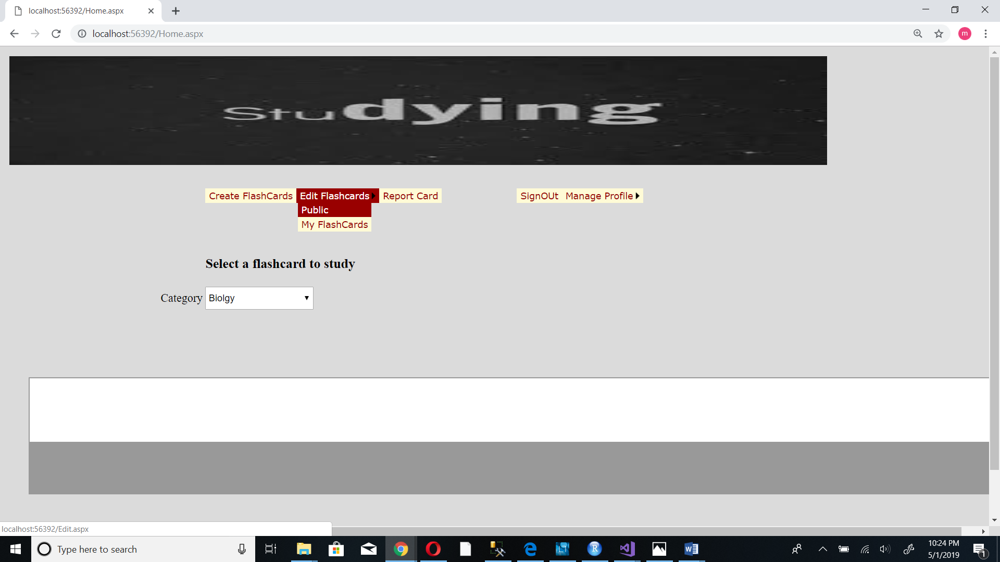 localhost:56392/Home.aspx
localhost:56392/Home.aspx
m
Studying
Create FlashCards Edit Flashcards Report Card SignOUt Manage Profile
Public
My FlashCards
Select a flashcard to study
Category Biolgy
localhost:56392/Edit.aspx
Type here to search
10:24 PM
5/1/2019
1